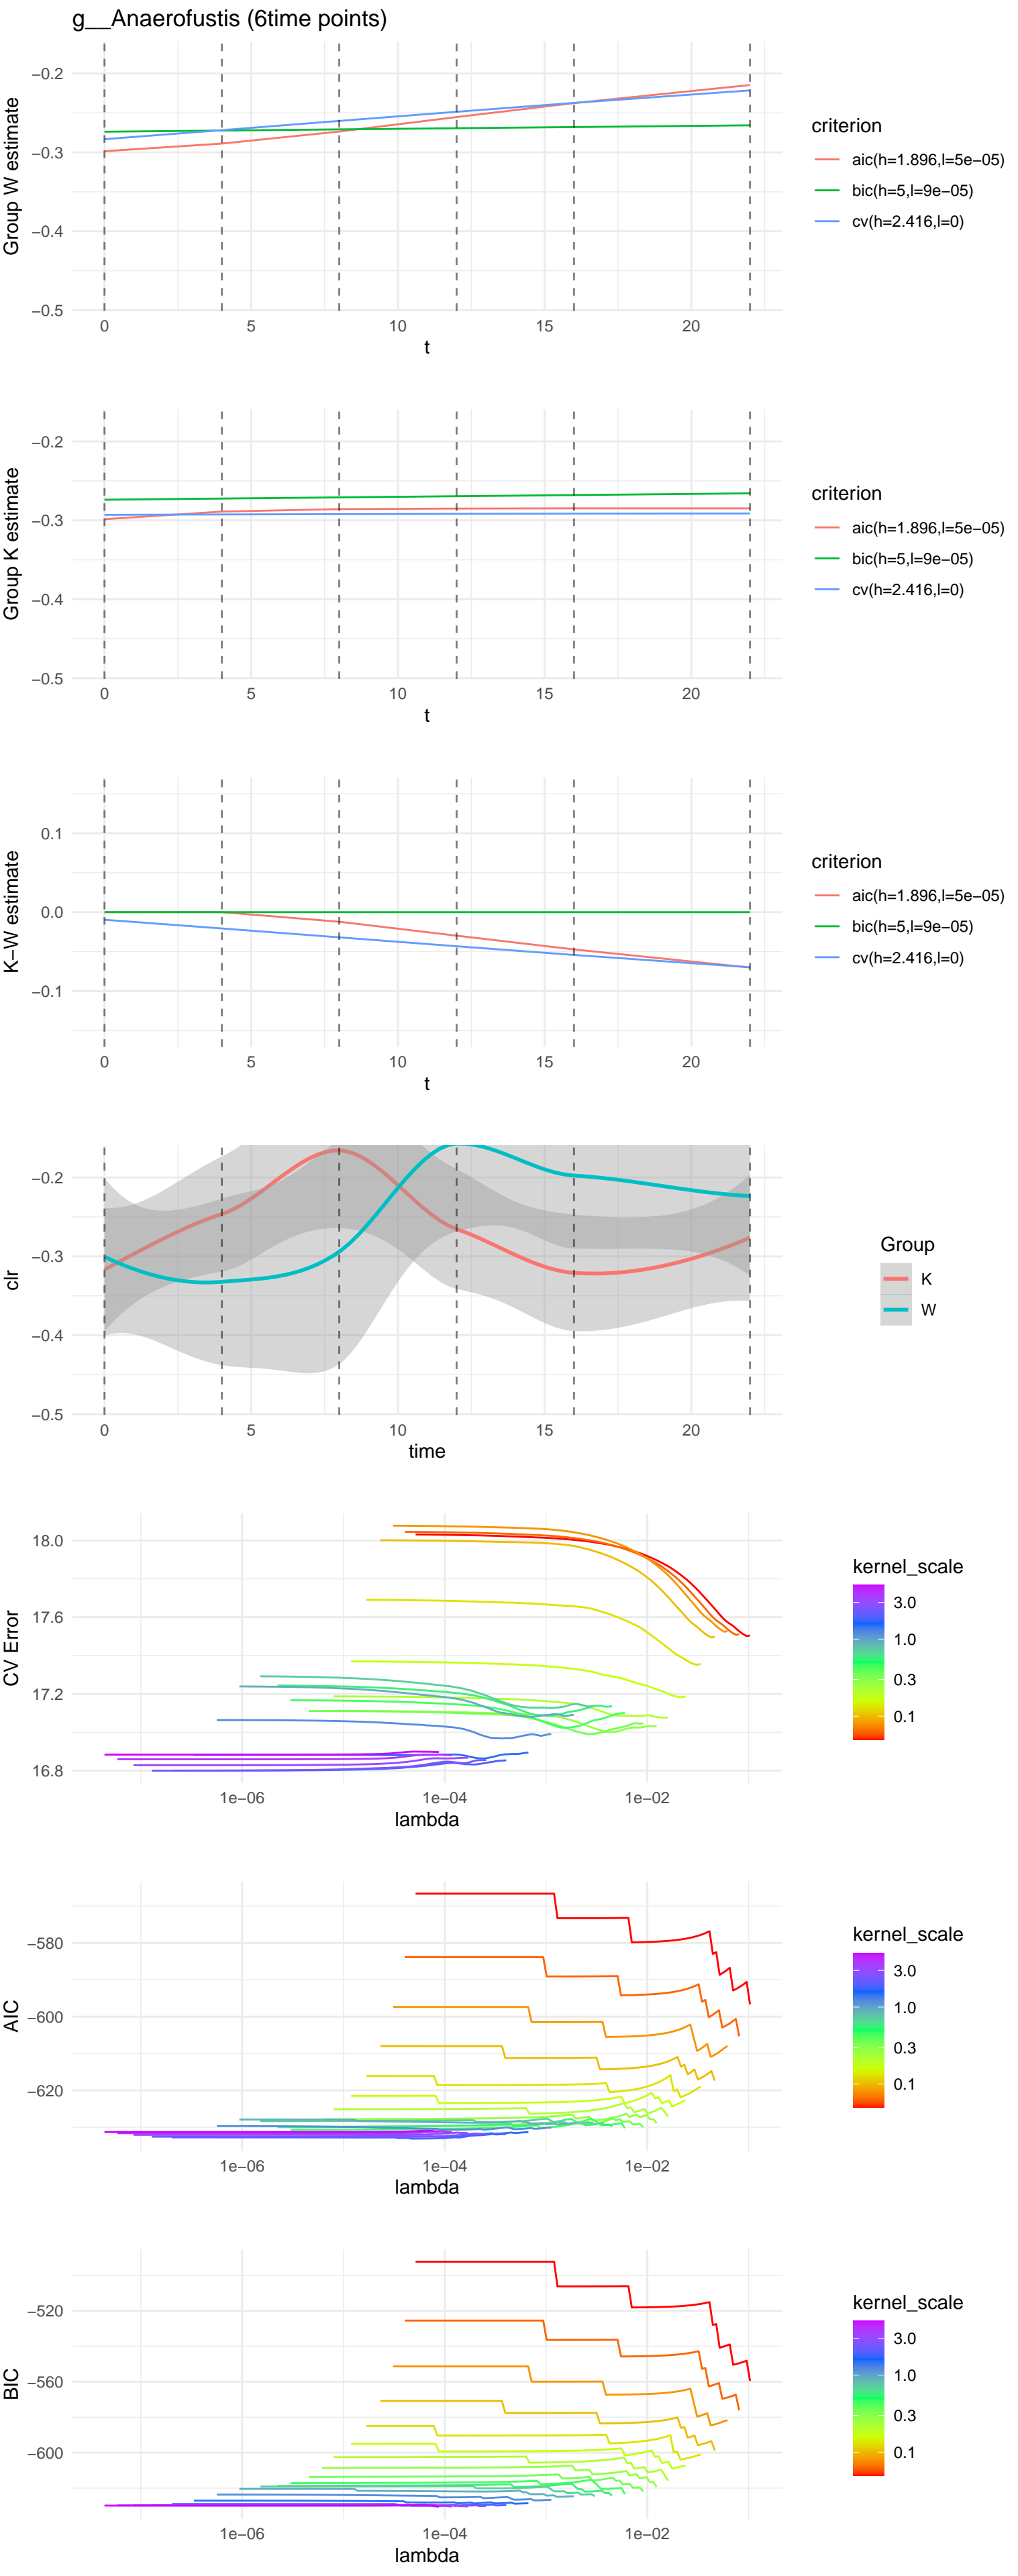 g__Anaerofustis (6time points)
Group W estimate
−0.2
−0.3
−0.4
−0.5
0 5 10 15 20
t
criterion
aic(h=1.896,l=5e−05)
bic(h=5,l=9e−05)
cv(h=2.416,l=0)
Group K estimate
−0.2
−0.3
−0.4
−0.5
0 5 10 15 20
t
criterion
aic(h=1.896,l=5e−05)
bic(h=5,l=9e−05)
cv(h=2.416,l=0)
K−W estimate
0.1
0.0
−0.1
0 5 10 15 20
t
criterion
aic(h=1.896,l=5e−05)
bic(h=5,l=9e−05)
cv(h=2.416,l=0)
clr
−0.2
−0.3
−0.4
−0.5
0 5 10 15 20
time
Group
K
W
CV Error
18.0
17.6
17.2
16.8
1e−06 1e−04 1e−02
lambda
kernel_scale
3.0
1.0
0.3
0.1
AIC
−580
−600
−620
1e−06 1e−04 1e−02
lambda
kernel_scale
3.0
1.0
0.3
0.1
BIC
−520
−560
−600
1e−06 1e−04 1e−02
lambda
kernel_scale
3.0
1.0
0.3
0.1